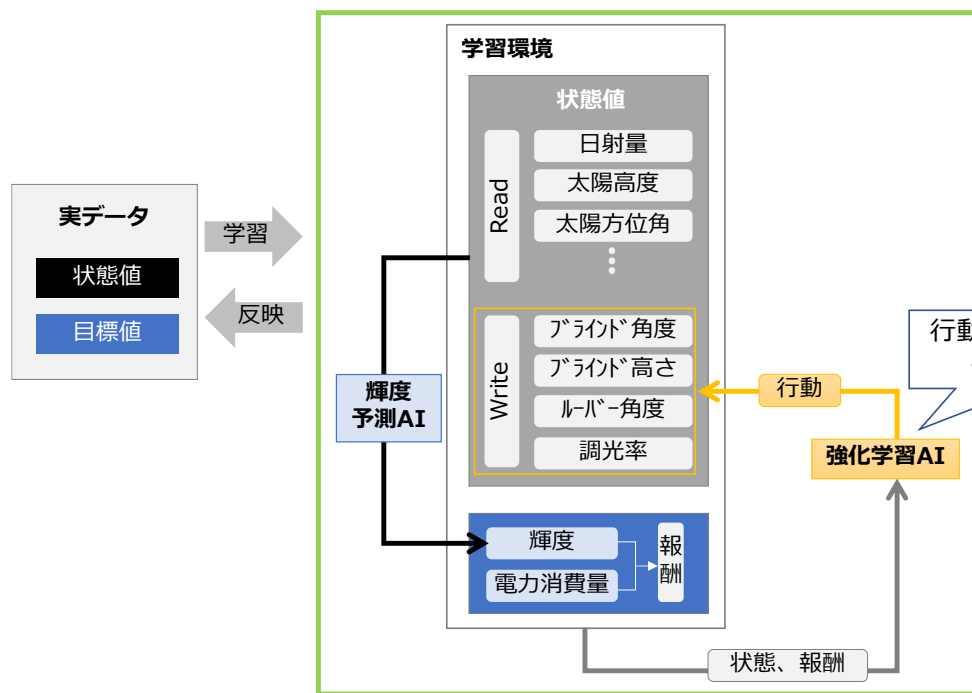 学習環境
状態値
Read
日射量
太陽高度
太陽方位角
実データ
状態値
目標値
学習
反映
Write
ﾌﾞﾗｲﾝﾄﾞ角度
ﾌﾞﾗｲﾝﾄﾞ高さ
ﾙｰﾊﾞｰ角度
調光率
輝度
予測AI
行動
行動
強化学習AI
輝度
電力消費量
報酬
状態、報酬